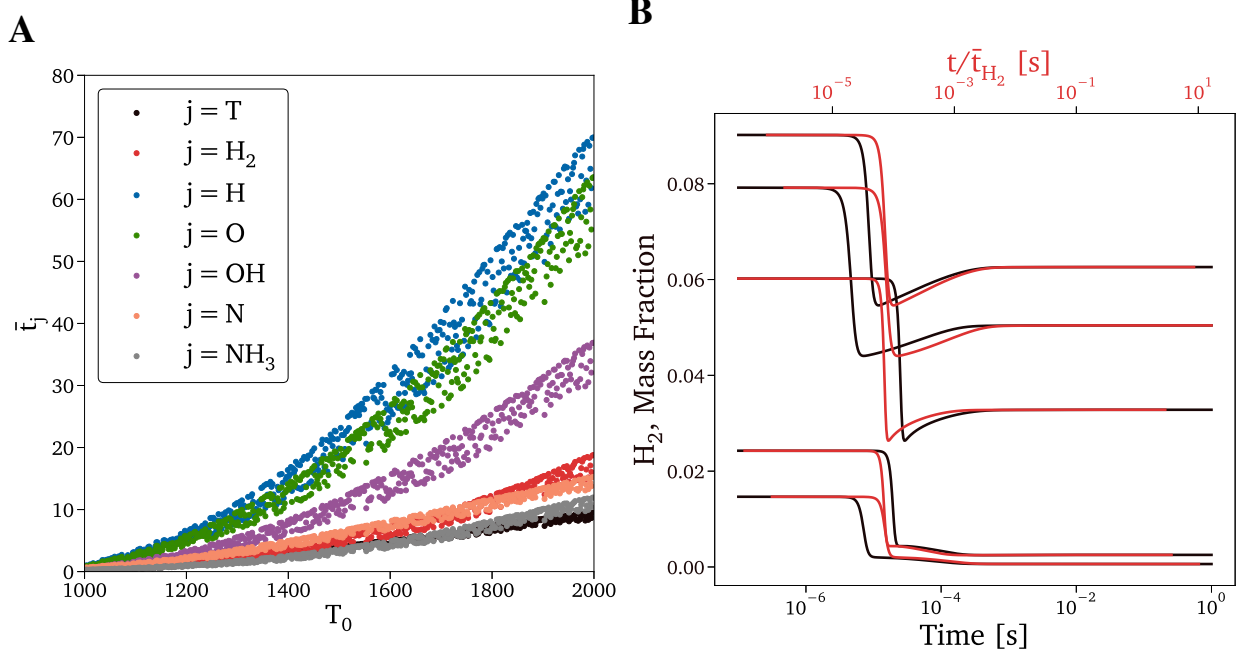 A
80
70
60
50
40
30
20
10
0
t̄ⱼ
j = T
j = H₂
j = H
j = O
j = OH
j = N
j = NH₃
1000 1200 1400 1600 1800 2000
T₀
B
t/t̄_H₂ [s]
10⁻⁵ 10⁻³ 10⁻¹ 10¹
H₂, Mass Fraction
0.08
0.06
0.04
0.02
0.00
10⁻⁶ 10⁻⁴ 10⁻² 10⁰
Time [s]